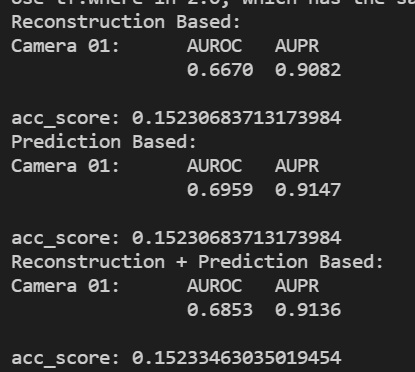 Use tf.where in 2.0, which has the sa
Reconstruction Based:
Camera 01: AUROC AUPR
0.6670 0.9082
acc_score: 0.15230683713173984
Prediction Based:
Camera 01: AUROC AUPR
0.6959 0.9147
acc_score: 0.15230683713173984
Reconstruction + Prediction Based:
Camera 01: AUROC AUPR
0.6853 0.9136
acc_score: 0.15233463035019454